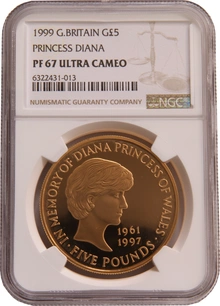 1999 G.BRITAIN G£5
PRINCESS DIANA
PF 67 ULTRA CAMEO
6322431-013
NUMISMATIC GUARANTY COMPANY
NGC
IN MEMORY OF DIANA PRINCESS OF WALES
1961
1997
·FIVE POUNDS·